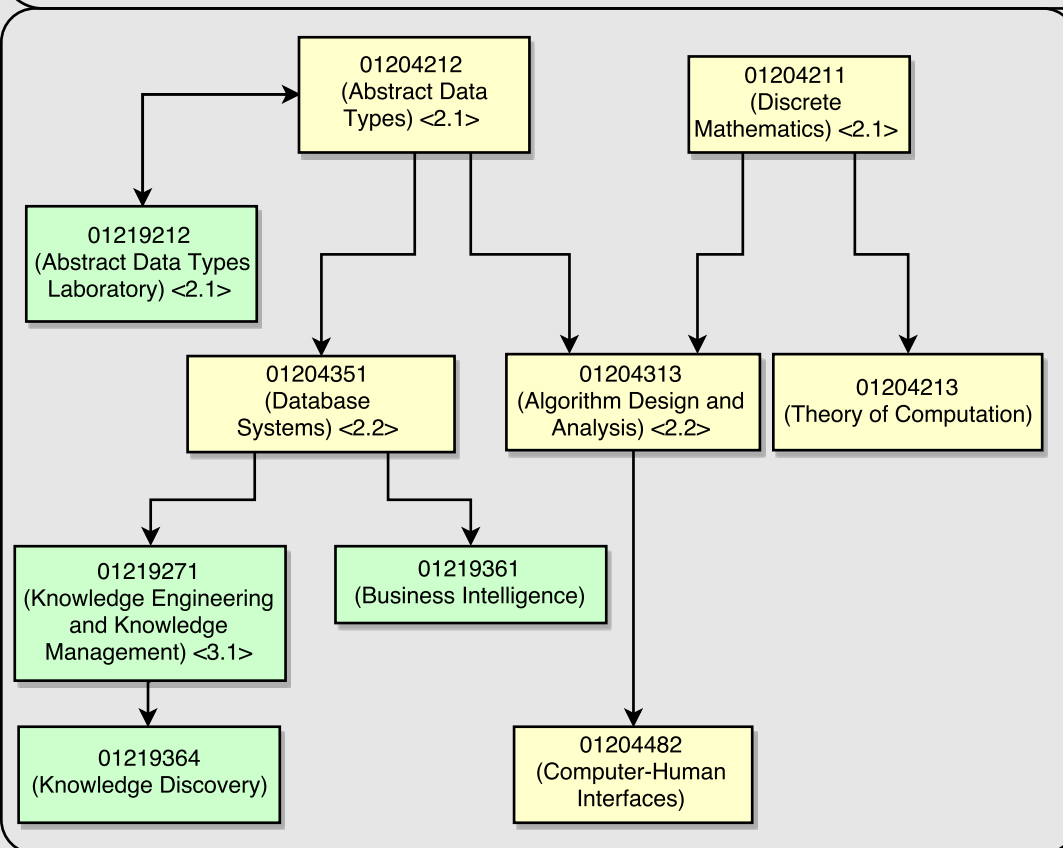 01204212
(Abstract Data
Types) <2.1>
01204211
(Discrete
Mathematics) <2.1>
01219212
(Abstract Data Types
Laboratory) <2.1>
01204351
(Database
Systems) <2.2>
01204313
(Algorithm Design and
Analysis) <2.2>
01204213
(Theory of Computation)
01219271
(Knowledge Engineering
and Knowledge
Management) <3.1>
01219361
(Business Intelligence)
01219364
(Knowledge Discovery)
01204482
(Computer-Human
Interfaces)